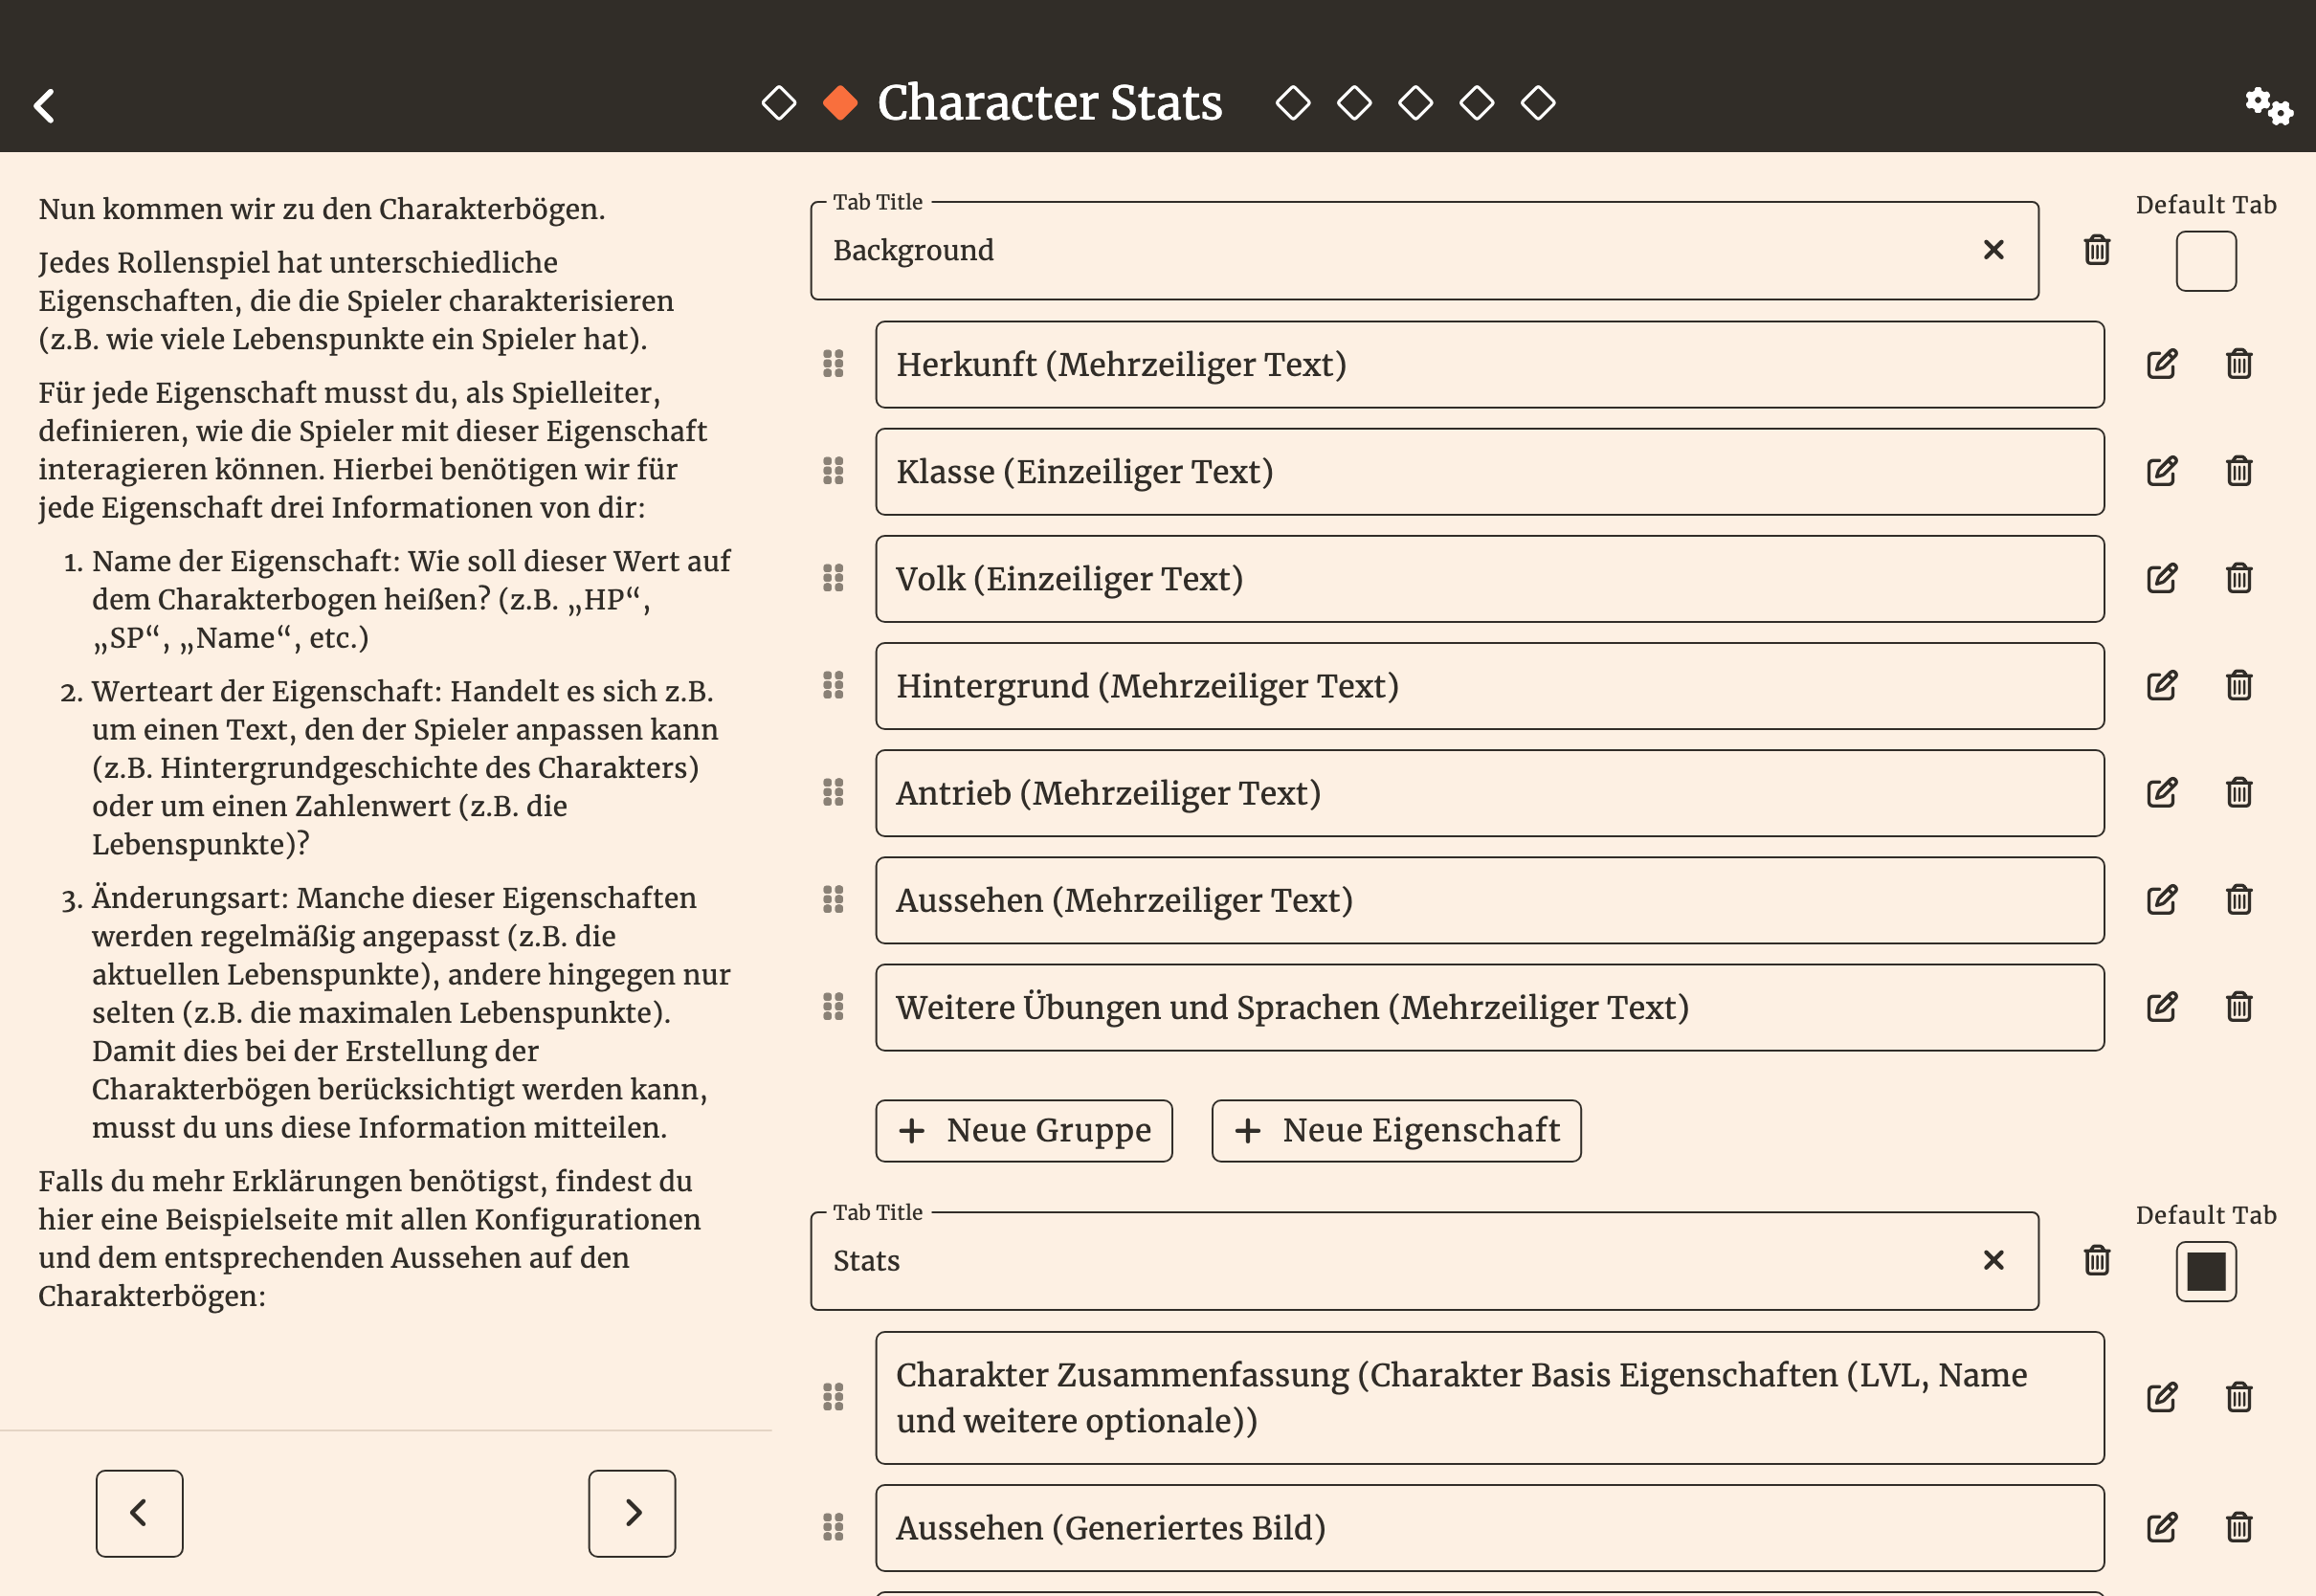 Character Stats
Nun kommen wir zu den Charakterbögen.
Jedes Rollenspiel hat unterschiedliche
Eigenschaften, die die Spieler charakterisieren
(z.B. wie viele Lebenspunkte ein Spieler hat).
Für jede Eigenschaft musst du, als Spielleiter,
definieren, wie die Spieler mit dieser Eigenschaft
interagieren können. Hierbei benötigen wir für
jede Eigenschaft drei Informationen von dir:
1. Name der Eigenschaft: Wie soll dieser Wert auf
dem Charakterbogen heißen? (z.B. „HP“,
„SP“, „Name“, etc.)
2. Werteart der Eigenschaft: Handelt es sich z.B.
um einen Text, den der Spieler anpassen kann
(z.B. Hintergrundgeschichte des Charakters)
oder um einen Zahlenwert (z.B. die
Lebenspunkte)?
3. Änderungsart: Manche dieser Eigenschaften
werden regelmäßig angepasst (z.B. die
aktuellen Lebenspunkte), andere hingegen nur
selten (z.B. die maximalen Lebenspunkte).
Damit dies bei der Erstellung der
Charakterbögen berücksichtigt werden kann,
musst du uns diese Information mitteilen.
Falls du mehr Erklärungen benötigst, findest du
hier eine Beispielseite mit allen Konfigurationen
und dem entsprechenden Aussehen auf den
Charakterbögen:
Tab Title
Background
Default Tab
Herkunft (Mehrzeiliger Text)
Klasse (Einzeiliger Text)
Volk (Einzeiliger Text)
Hintergrund (Mehrzeiliger Text)
Antrieb (Mehrzeiliger Text)
Aussehen (Mehrzeiliger Text)
Weitere Übungen und Sprachen (Mehrzeiliger Text)
+ Neue Gruppe
+ Neue Eigenschaft
Tab Title
Stats
Default Tab
Charakter Zusammenfassung (Charakter Basis Eigenschaften (LVL, Name
und weitere optionale))
Aussehen (Generiertes Bild)